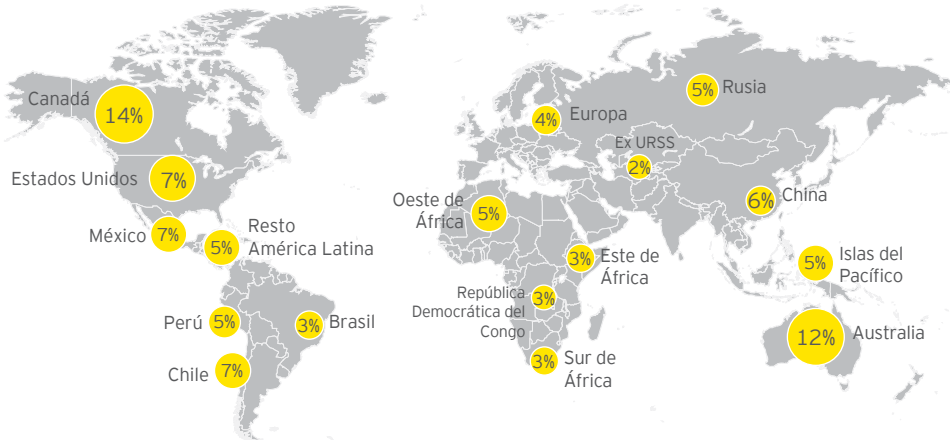 Canadá
14%
Estados Unidos
7%
México
7%
Resto
América Latina
5%
Perú
5%
Brasil
3%
Chile
7%
Rusia
5%
Europa
4%
Ex URSS
2%
China
6%
Oeste de
África
5%
Este de
África
3%
República
Democrática del
Congo
3%
Sur de
África
3%
Islas del
Pacífico
5%
Australia
12%